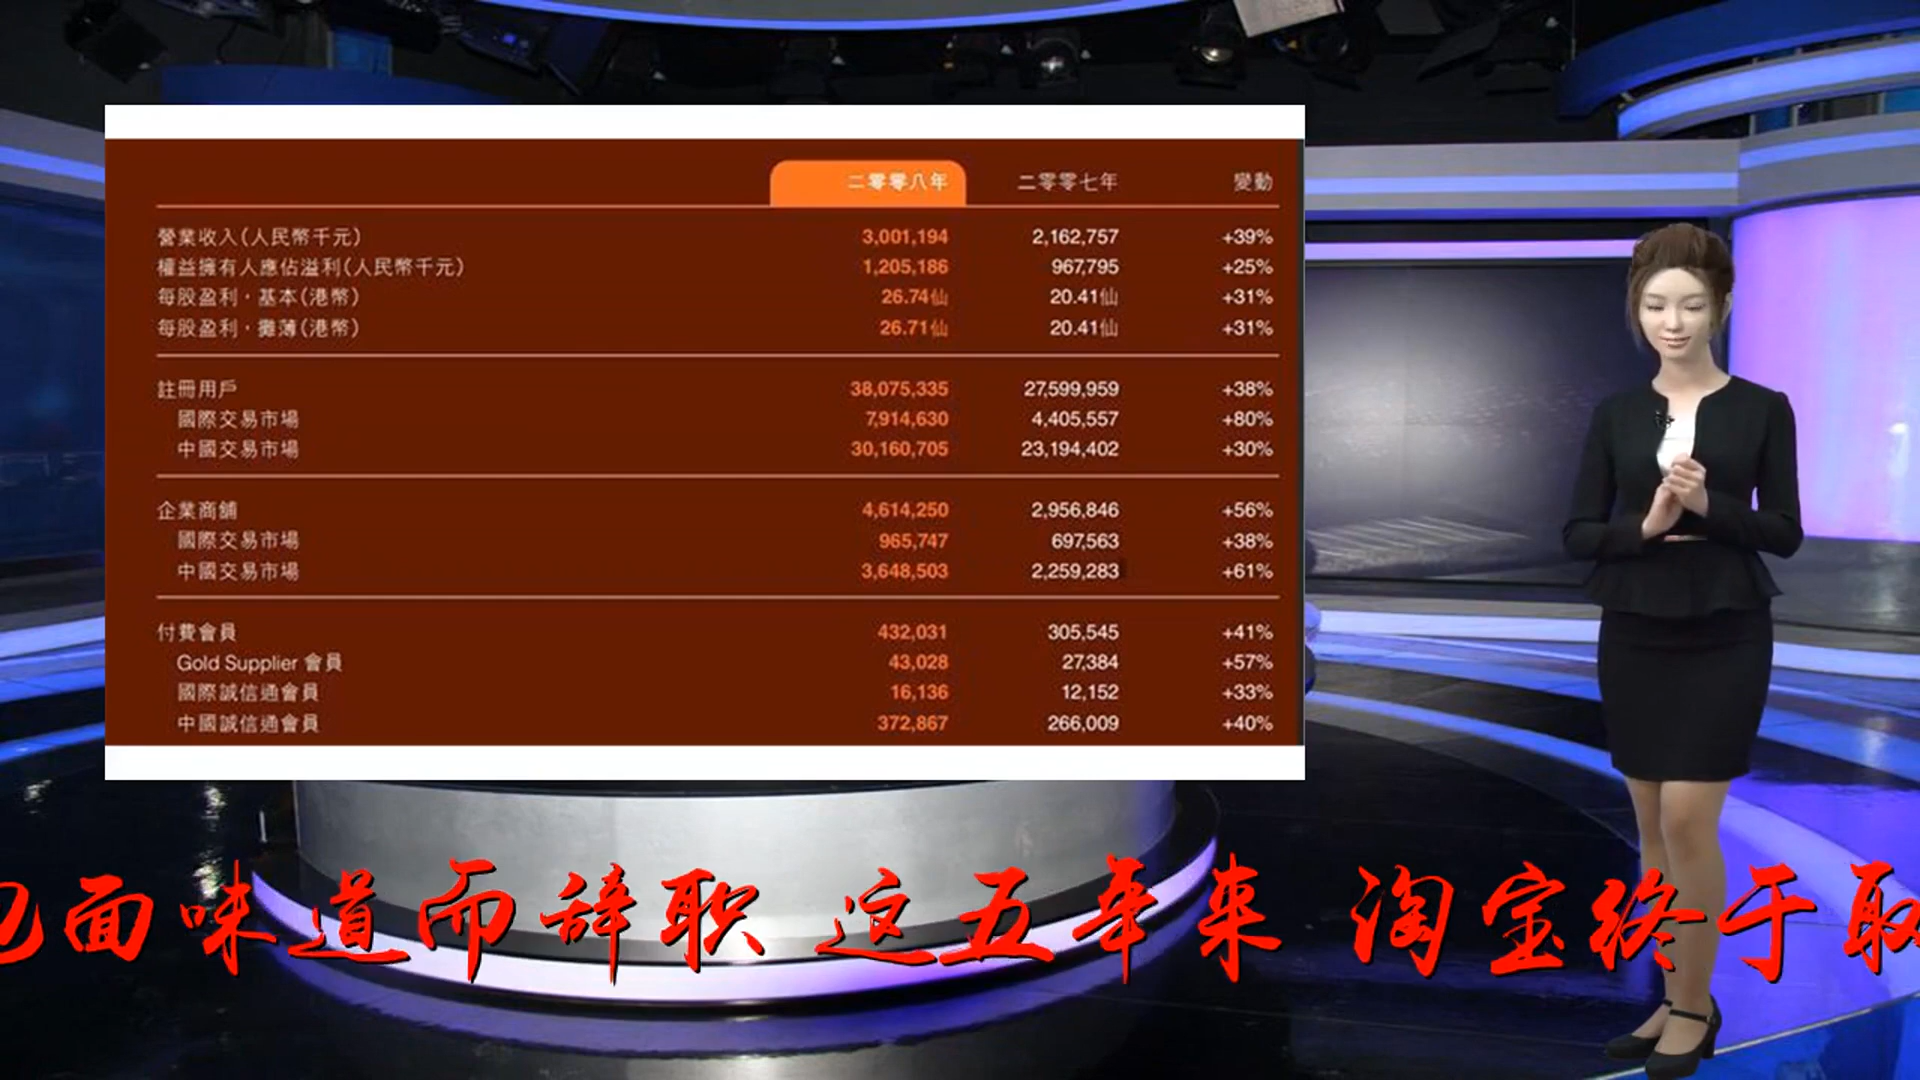 二零零八年 二零零七年 變動
營業收入(人民幣千元) 3,001,194 2,162,757 +39%
權益擁有人應佔溢利(人民幣千元) 1,205,186 967,795 +25%
每股盈利，基本(港幣) 26.74仙 20.41仙 +31%
每股盈利，攤薄(港幣) 26.71仙 20.41仙 +31%
註冊用戶 38,075,335 27,599,959 +38%
國際交易市場 7,914,630 4,405,557 +80%
中國交易市場 30,160,705 23,194,402 +30%
企業商舖 4,614,250 2,956,846 +56%
國際交易市場 965,747 697,563 +38%
中國交易市場 3,648,503 2,259,283 +61%
付費會員 432,031 305,545 +41%
Gold Supplier 會員 43,028 27,384 +57%
國際誠信通會員 16,136 12,152 +33%
中國誠信通會員 372,867 266,009 +40%
面味道而辞职 这五年来 淘宝终于取